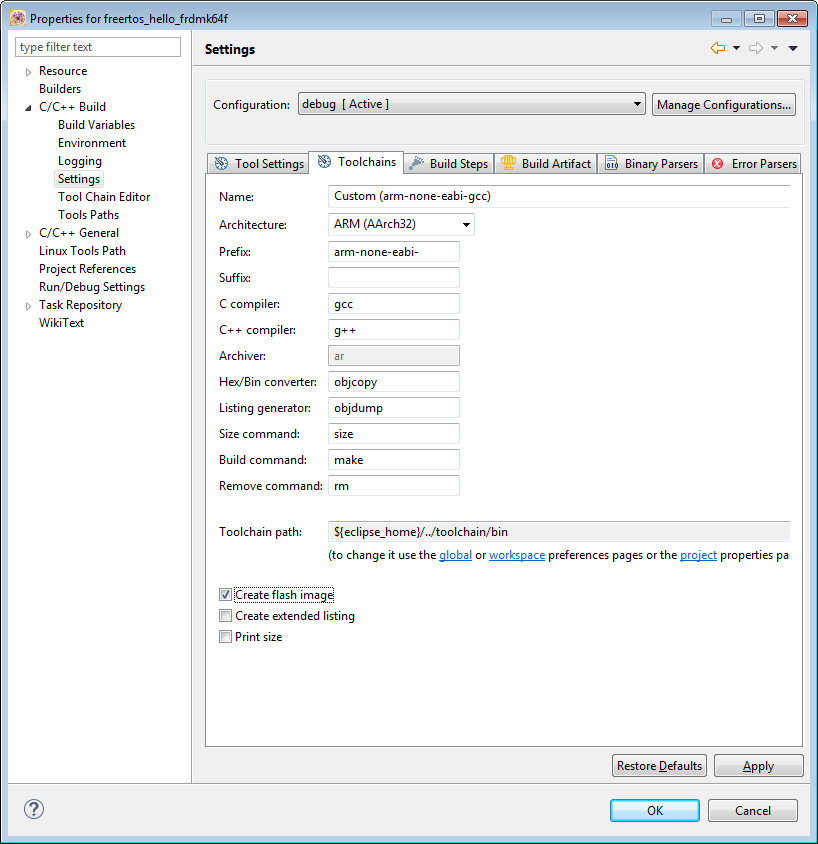 Properties for freertos_hello_frdmk64f
type filter text
Resource
Builders
C/C++ Build
Build Variables
Environment
Logging
Settings
Tool Chain Editor
Tools Paths
C/C++ General
Linux Tools Path
Project References
Run/Debug Settings
Task Repository
WikiText
Settings
Configuration: debug [ Active ] Manage Configurations...
Tool Settings Toolchains Build Steps Build Artifact Binary Parsers Error Parsers
Name: Custom (arm-none-eabi-gcc)
Architecture: ARM (AArch32)
Prefix: arm-none-eabi-
Suffix:
C compiler: gcc
C++ compiler: g++
Archiver: ar
Hex/Bin converter: objcopy
Listing generator: objdump
Size command: size
Build command: make
Remove command: rm
Toolchain path: ${eclipse_home}/../toolchain/bin
(to change it use the global or workspace preferences pages or the project properties pa
Create flash image
Create extended listing
Print size
Restore Defaults Apply
? OK Cancel